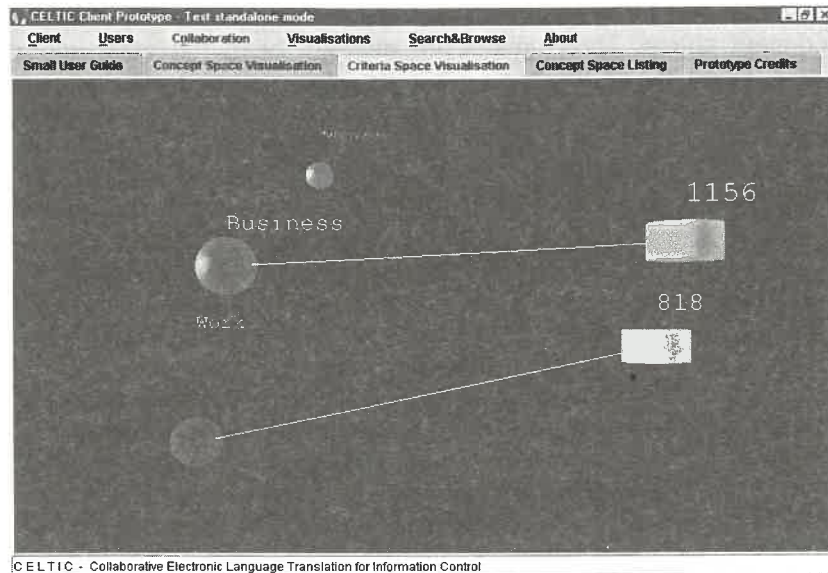 CELTIC Client Prototype - Test standalone mode
Client Users Collaboration Visualisations Search&Browse About
Small User Guide Concept Space Visualisation Criteria Space Visualisation Concept Space Listing Prototype Credits
1156
Business
818
Work
CELTIC - Collaborative Electronic Language Translation for Information Control